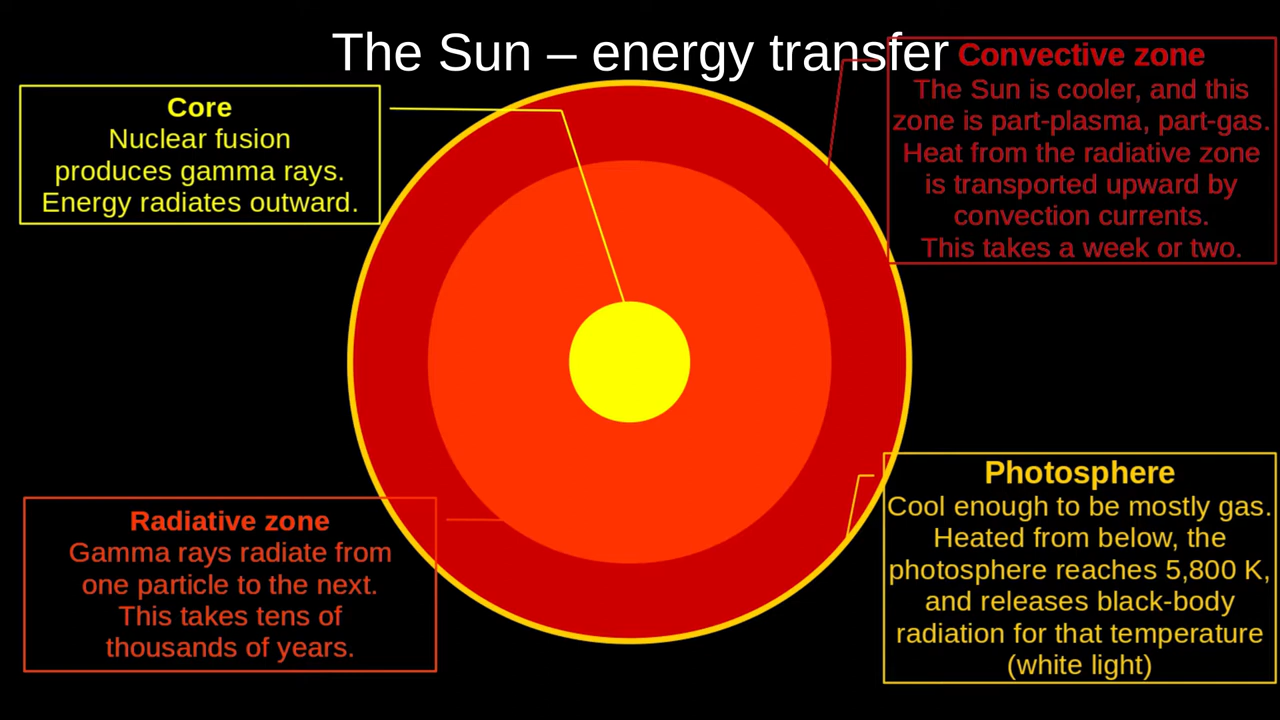 The Sun – energy transfer
Core
Nuclear fusion
produces gamma rays.
Energy radiates outward.
Convective zone
The Sun is cooler, and this
zone is part-plasma, part-gas.
Heat from the radiative zone
is transported upward by
convection currents.
This takes a week or two.
Radiative zone
Gamma rays radiate from
one particle to the next.
This takes tens of
thousands of years.
Photosphere
Cool enough to be mostly gas.
Heated from below, the
photosphere reaches 5,800 K,
and releases black-body
radiation for that temperature
(white light)